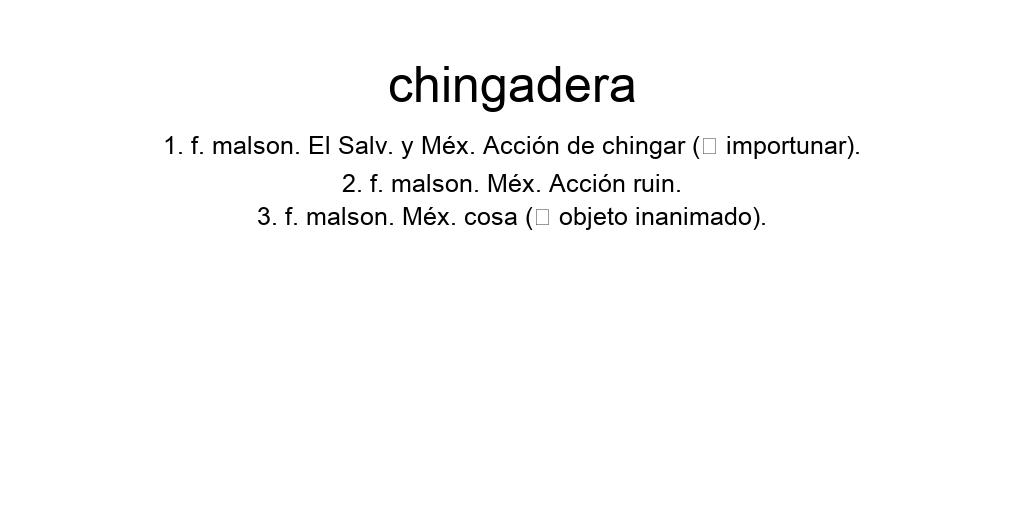 chingadera
1. f. malson. El Salv. y Méx. Acción de chingar (□ importunar).
2. f. malson. Méx. Acción ruin.
3. f. malson. Méx. cosa (□ objeto inanimado).